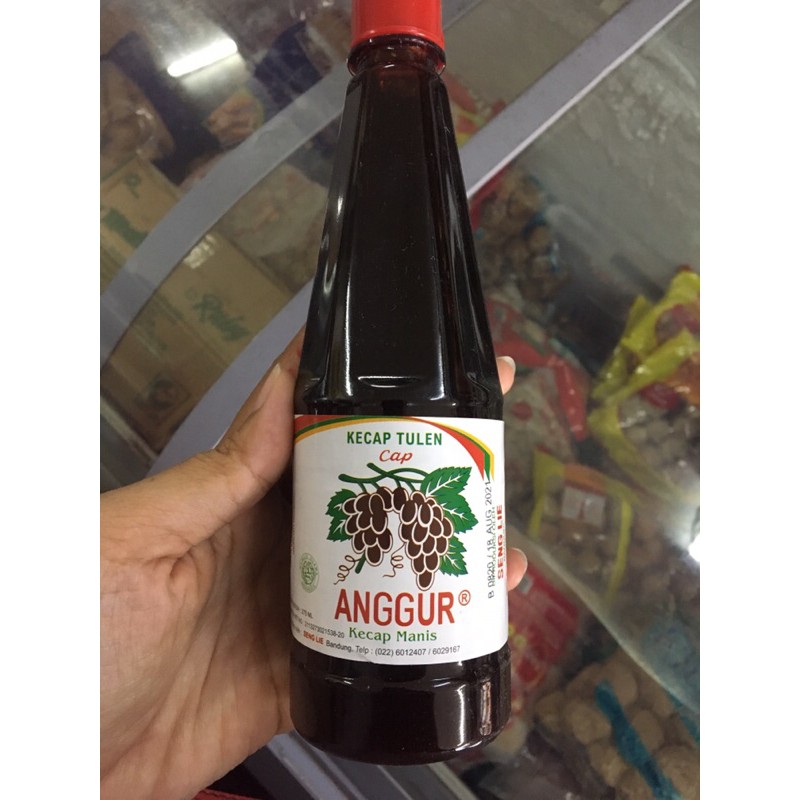 KECAP TULEN
Cap
ANGGUR®
Kecap Manis
SENG LIE Bandung, Telp : (022) 6012407 / 6029167
B 0820 / 18 AUG 2021
SENG LIE